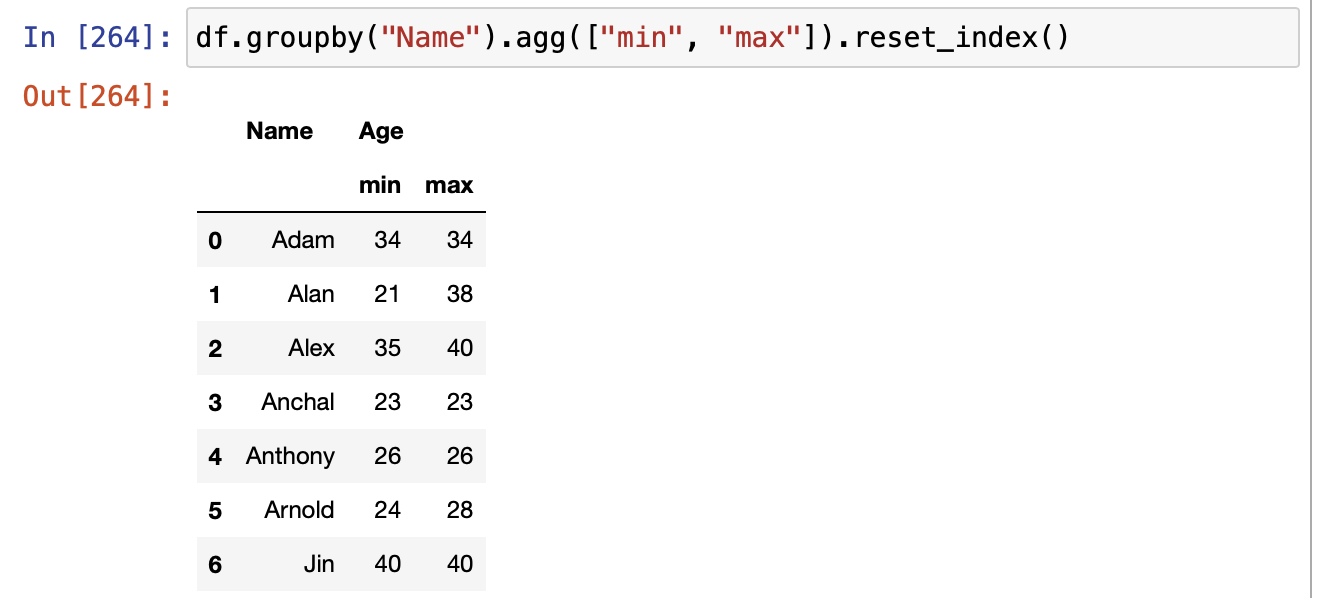 In [264]: df.groupby("Name").agg(["min", "max"]).reset_index()
Out[264]:
Name Age
min max
0 Adam 34 34
1 Alan 21 38
2 Alex 35 40
3 Anchal 23 23
4 Anthony 26 26
5 Arnold 24 28
6 Jin 40 40